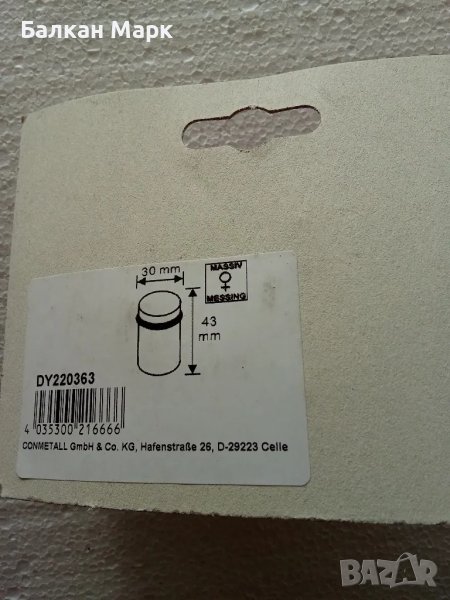 Балкан Марк
30 mm
MASSIV
MESSING
43
mm
DY220363
4 035300 216666
CONMETALL GmbH & Co. KG, Hafenstraße 26, D-29223 Celle
BAZAR